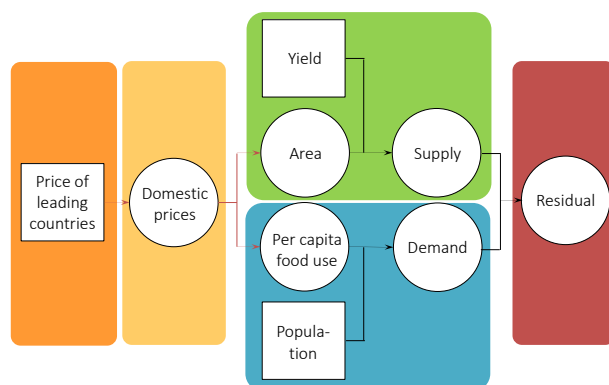 Price of
leading
countries
Domestic
prices
Yield
Area
Supply
Per capita
food use
Demand
Popula-
tion
Residual